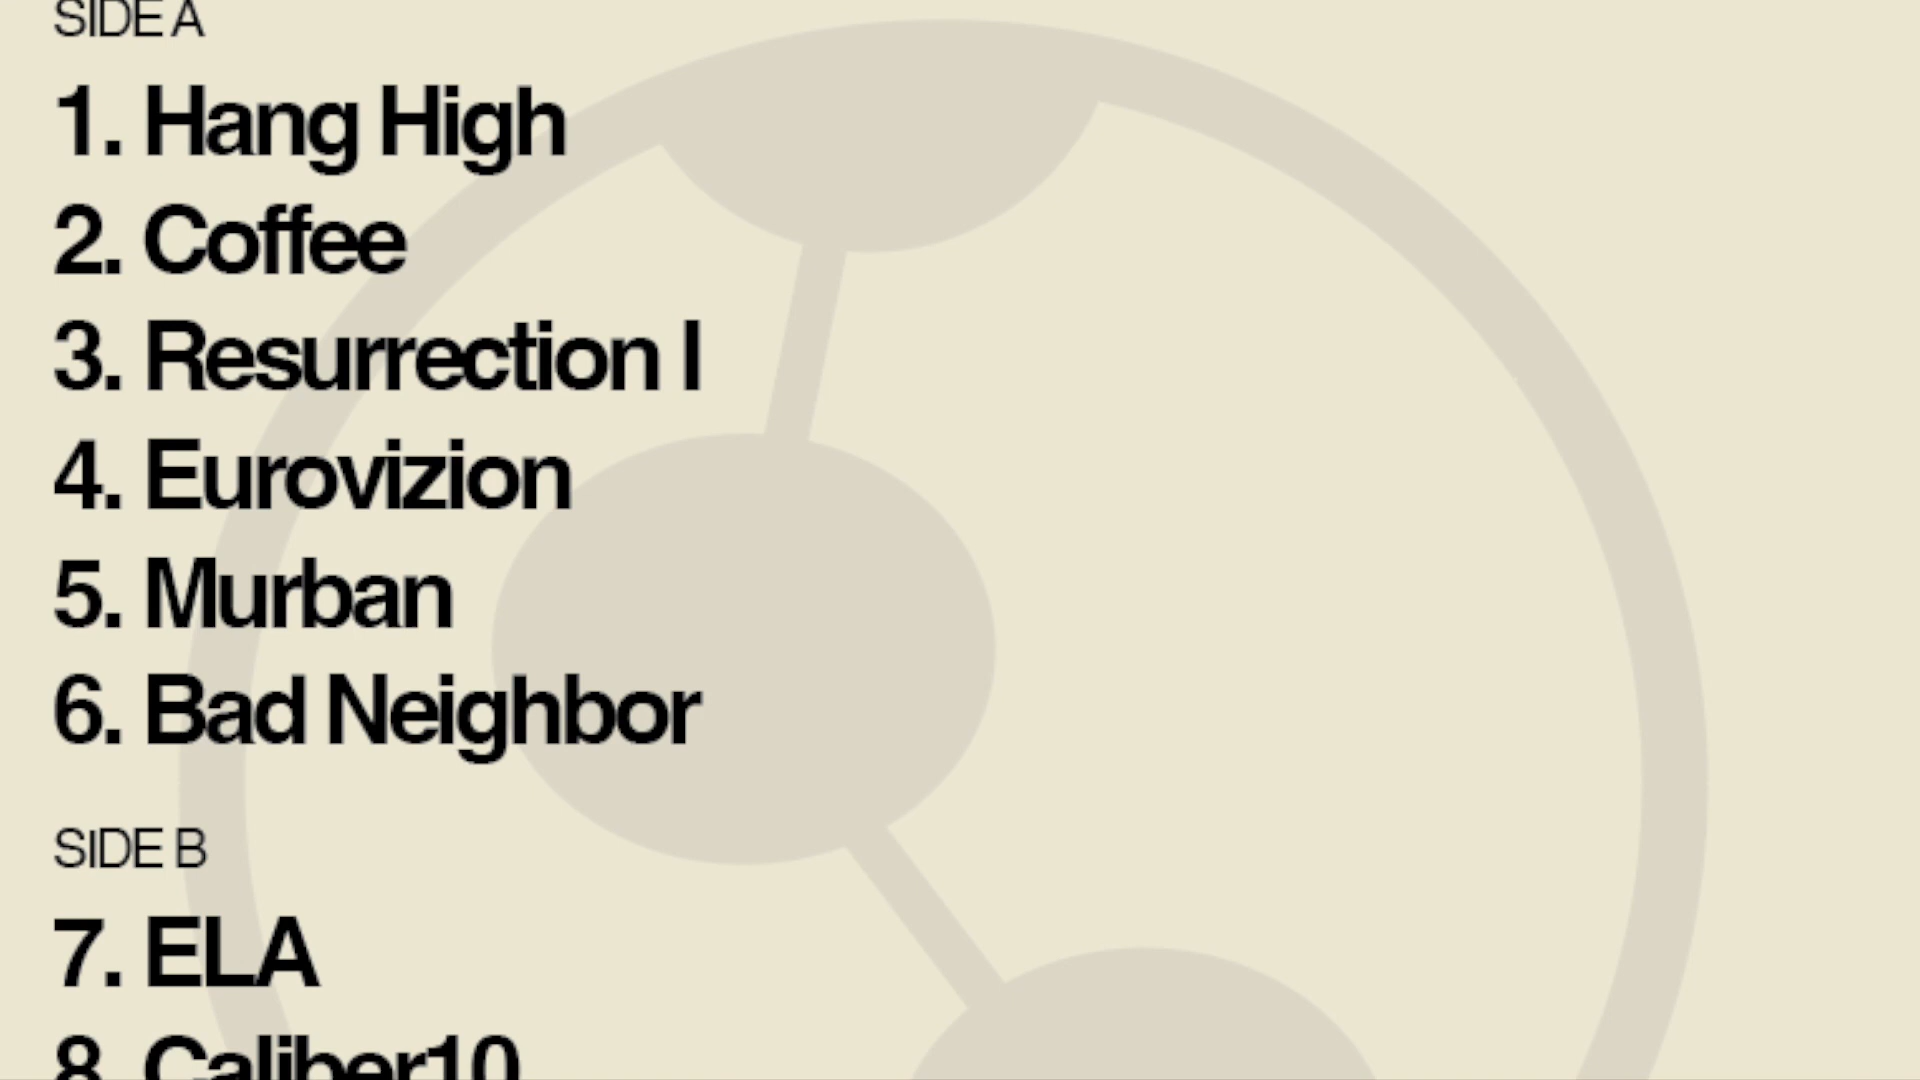 SIDE A
1. Hang High
2. Coffee
3. Resurrection I
4. Eurovizion
5. Murban
6. Bad Neighbor
SIDE B
7. ELA
8. Caliber10